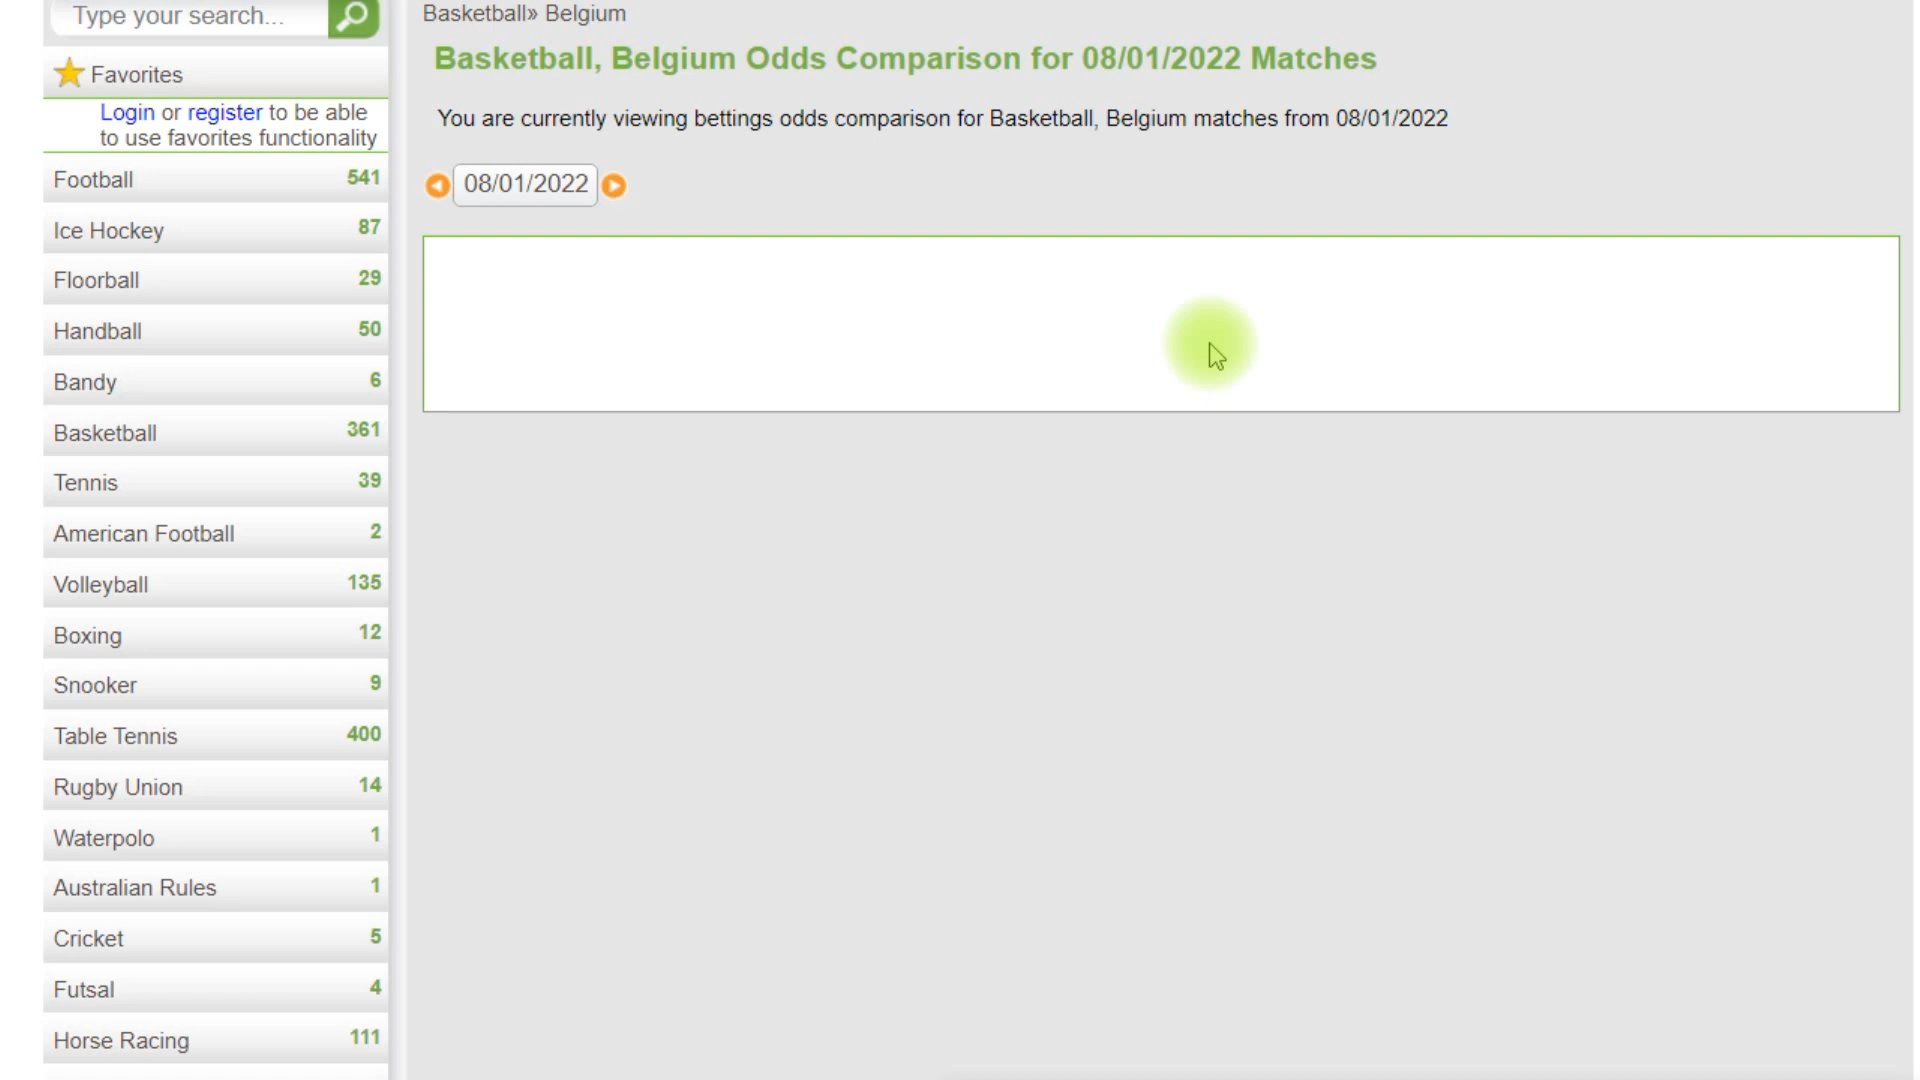 Type your search...
Favorites
Login or register to be able
to use favorites functionality
Football 541
Ice Hockey 87
Floorball 29
Handball 50
Bandy 6
Basketball 361
Tennis 39
American Football 2
Volleyball 135
Boxing 12
Snooker 9
Table Tennis 400
Rugby Union 14
Waterpolo 1
Australian Rules 1
Cricket 5
Futsal 4
Horse Racing 111
Basketball» Belgium
Basketball, Belgium Odds Comparison for 08/01/2022 Matches
You are currently viewing bettings odds comparison for Basketball, Belgium matches from 08/01/2022
08/01/2022